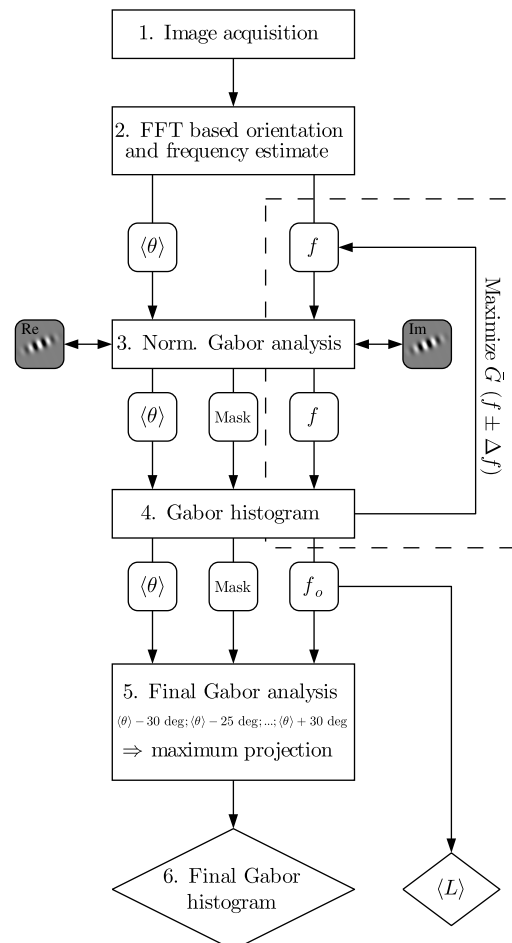 1. Image acquisition
2. FFT based orientation
and frequency estimate
⟨θ⟩
f
Re
3. Norm. Gabor analysis
Im
Maximize Ḡ (f ± Δf)
⟨θ⟩
Mask
f
4. Gabor histogram
⟨θ⟩
Mask
fₒ
5. Final Gabor analysis
⟨θ⟩ − 30 deg; ⟨θ⟩ − 25 deg; ...; ⟨θ⟩ + 30 deg
⇒ maximum projection
6. Final Gabor
histogram
⟨L⟩